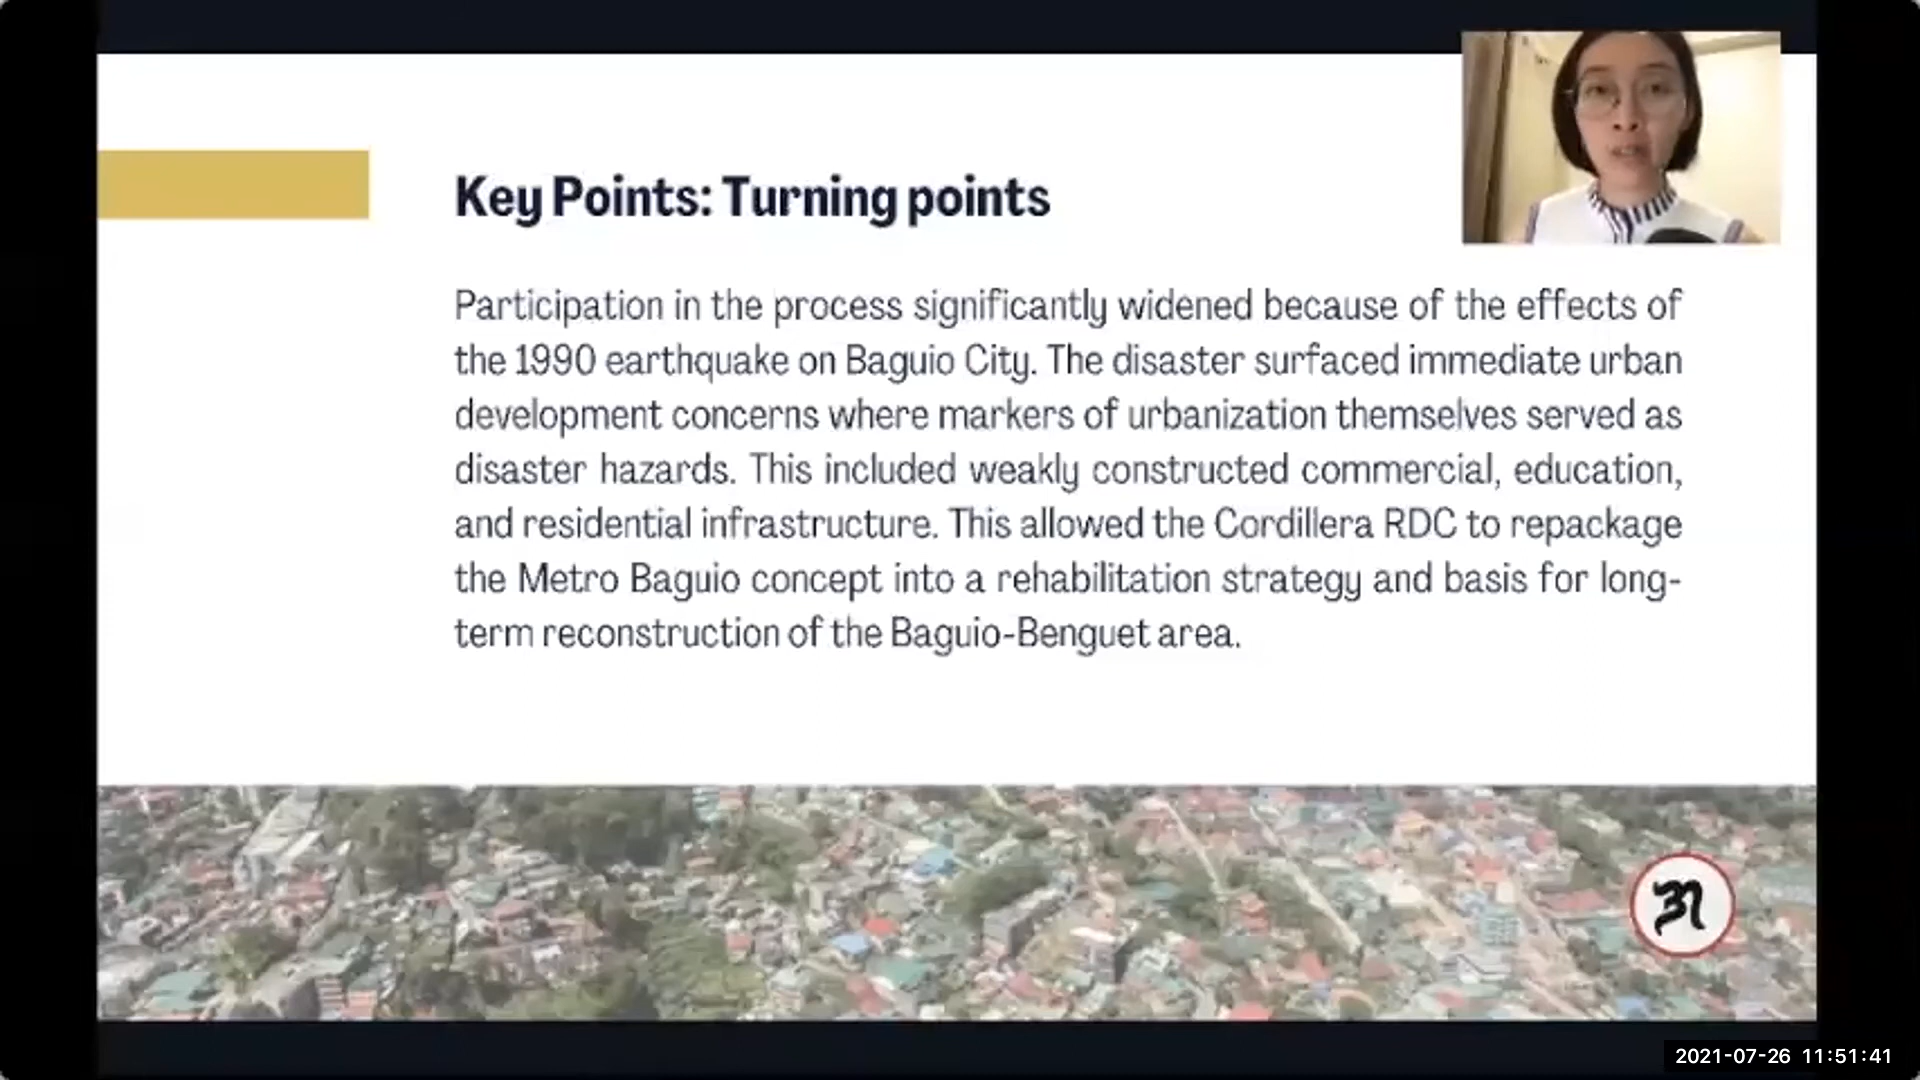 Key Points: Turning points
Participation in the process significantly widened because of the effects of
the 1990 earthquake on Baguio City. The disaster surfaced immediate urban
development concerns where markers of urbanization themselves served as
disaster hazards. This included weakly constructed commercial, education,
and residential infrastructure. This allowed the Cordillera RDC to repackage
the Metro Baguio concept into a rehabilitation strategy and basis for long-
term reconstruction of the Baguio-Benguet area.
2021-07-26 11:51:41